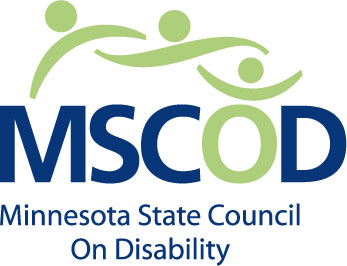 MSCOD
Minnesota State Council
On Disability